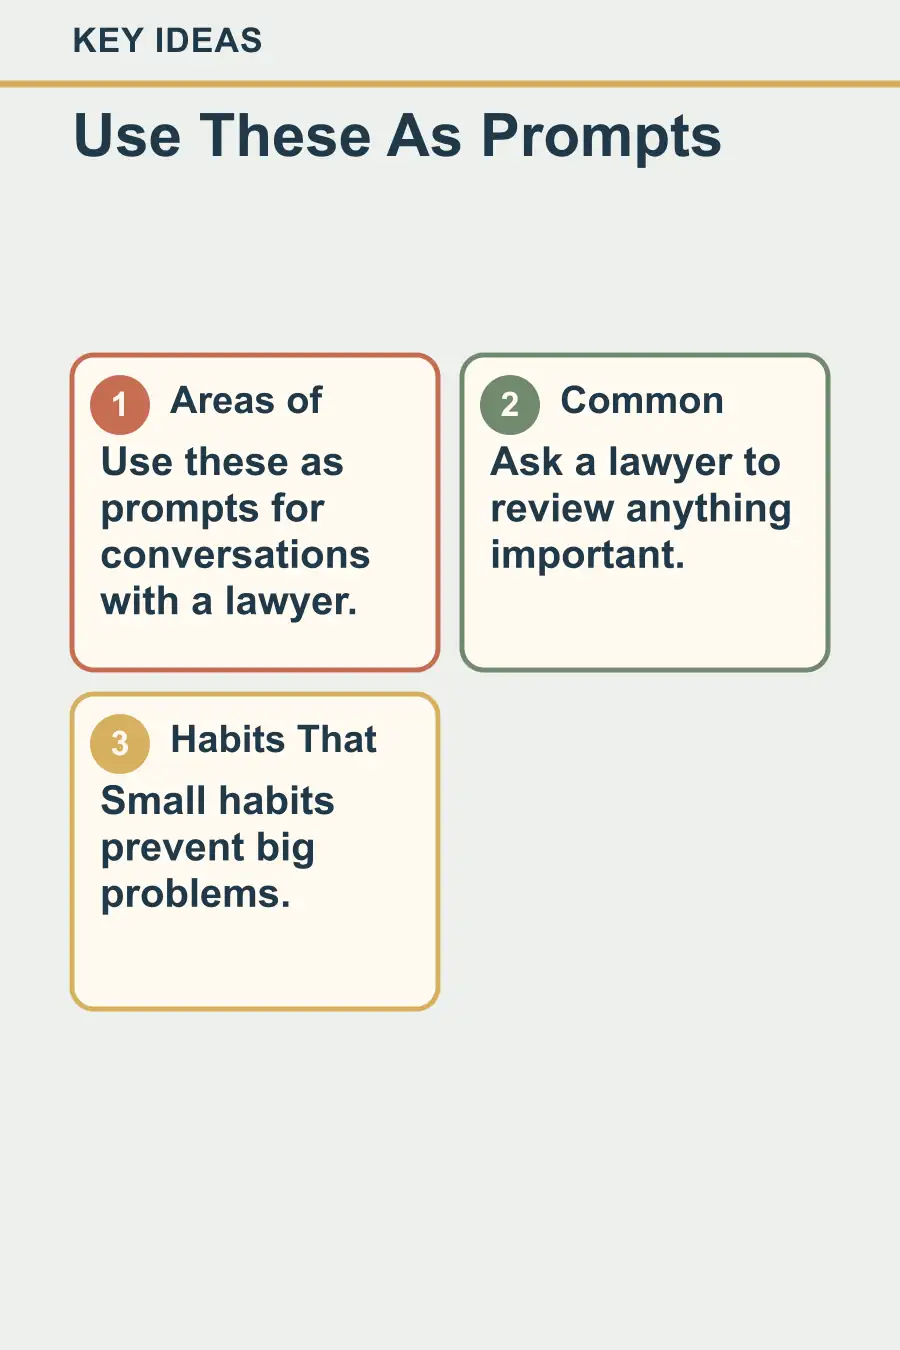 KEY IDEAS
Use These As Prompts
1 Areas of
Use these as
prompts for
conversations
with a lawyer.
2 Common
Ask a lawyer to
review anything
important.
3 Habits That
Small habits
prevent big
problems.